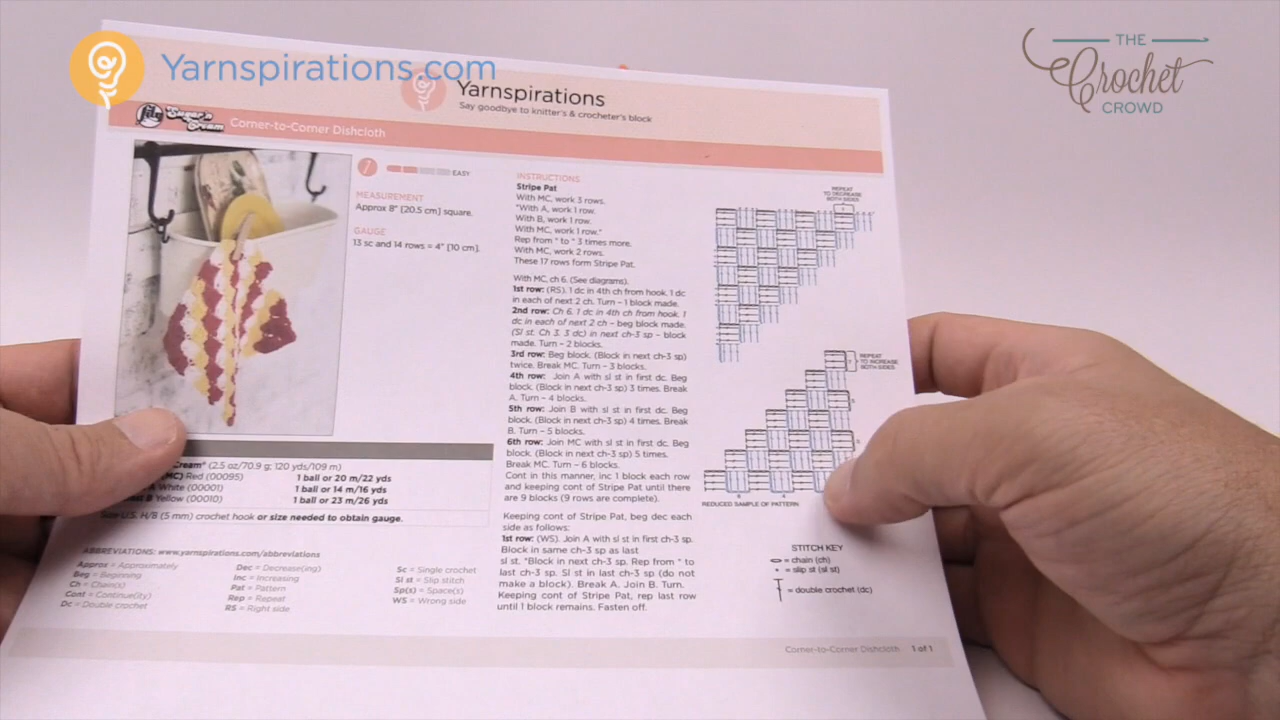 Yarnspirations.com
THE
Crochet
CROWD
Yarnspirations
Say goodbye to knitter's & crocheter's block
Lily Sugar'n Cream
Corner-to-Corner Dishcloth
EASY
MEASUREMENT
Approx 8" [20.5 cm] square.
GAUGE
13 sc and 14 rows = 4" [10 cm].
Cream® (2.5 oz/70.9 g; 120 yds/109 m)
MC) Red (00095) 1 ball or 20 m/22 yds
A White (00001) 1 ball or 14 m/16 yds
B Yellow (00010) 1 ball or 23 m/26 yds
Size U.S. H/8 (5 mm) crochet hook or size needed to obtain gauge.
ABBREVIATIONS: www.yarnspirations.com/abbreviations
Approx = Approximately
Beg = Beginning
Ch = Chain(s)
Cont = Continue(ity)
Dc = Double crochet
Dec = Decrease(ing)
Inc = Increasing
Pat = Pattern
Rep = Repeat
RS = Right side
Sc = Single crochet
Sl st = Slip stitch
Sp(s) = Space(s)
WS = Wrong side
INSTRUCTIONS
Stripe Pat
With MC, work 3 rows.
*With A, work 1 row.
With B, work 1 row.
With MC, work 1 row.*
Rep from * to * 3 times more.
With MC, work 2 rows.
These 17 rows form Stripe Pat.
With MC, ch 6. (See diagrams).
1st row: (RS). 1 dc in 4th ch from hook. 1 dc
in each of next 2 ch. Turn – 1 block made.
2nd row: Ch 6. 1 dc in 4th ch from hook. 1
dc in each of next 2 ch – beg block made.
(Sl st. Ch 3. 3 dc) in next ch-3 sp – block
made. Turn – 2 blocks.
3rd row: Beg block. (Block in next ch-3 sp)
twice. Break MC. Turn – 3 blocks.
4th row: Join A with sl st in first dc. Beg
block. (Block in next ch-3 sp) 3 times. Break
A. Turn – 4 blocks.
5th row: Join B with sl st in first dc. Beg
block. (Block in next ch-3 sp) 4 times. Break
B. Turn – 5 blocks.
6th row: Join MC with sl st in first dc. Beg
block. (Block in next ch-3 sp) 5 times.
Break MC. Turn – 6 blocks.
Cont in this manner, inc 1 block each row
and keeping cont of Stripe Pat until there
are 9 blocks (9 rows are complete).
Keeping cont of Stripe Pat, beg dec each
side as follows:
1st row: (WS). Join A with sl st in first ch-3 sp.
Block in same ch-3 sp as last
sl st. *Block in next ch-3 sp. Rep from * to
last ch-3 sp. Sl st in last ch-3 sp (do not
make a block). Break A. Join B. Turn.
Keeping cont of Stripe Pat, rep last row
until 1 block remains. Fasten off.
REPEAT
TO DECREASE
BOTH SIDES
REPEAT
TO INCREASE
BOTH SIDES
REDUCED SAMPLE OF PATTERN
STITCH KEY
= chain (ch)
= slip st (sl st)
= double crochet (dc)
Corner-to-Corner Dishcloth 1 of 1